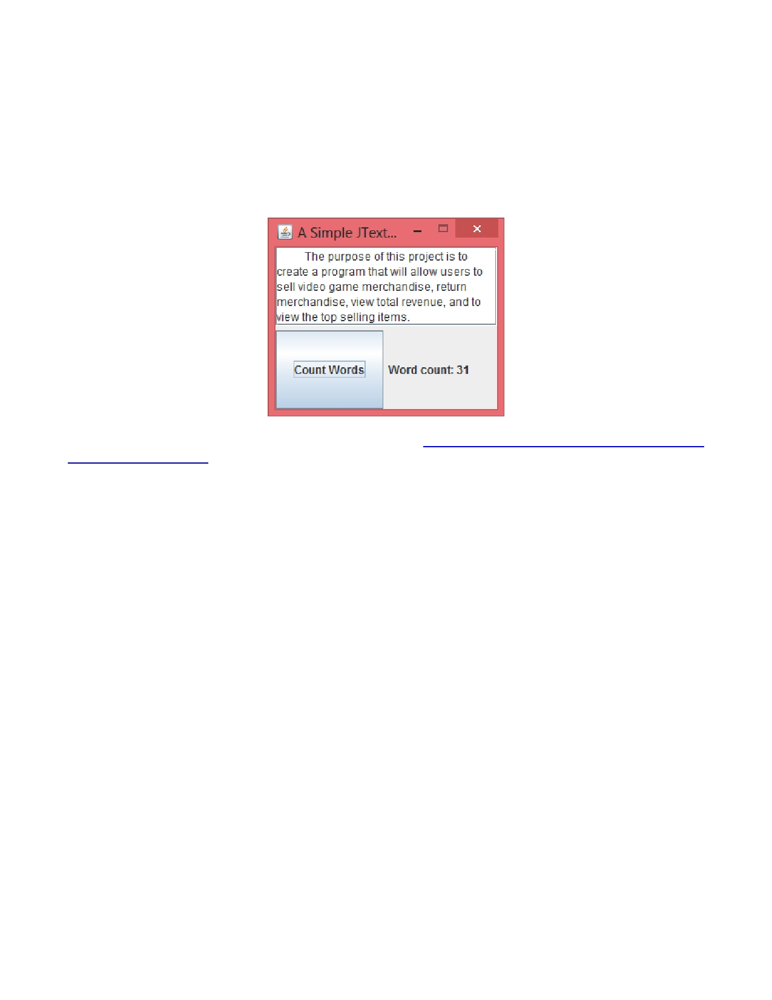 A Simple JText...
The purpose of this project is to
create a program that will allow users to
sell video game merchandise, return
merchandise, view total revenue, and to
view the top selling items.
Count Words
Word count: 31